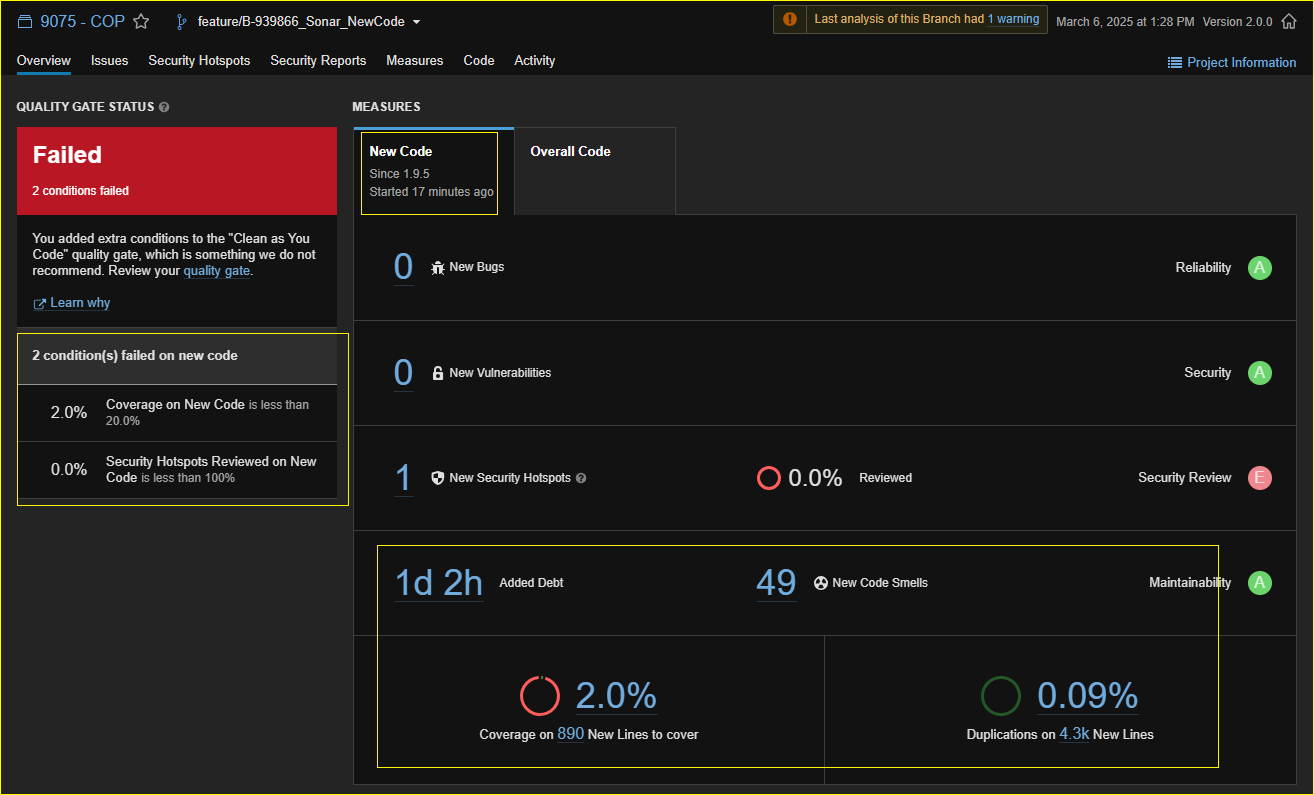 9075 - COP
feature/B-939866_Sonar_NewCode
Last analysis of this Branch had 1 warning
March 6, 2025 at 1:28 PM Version 2.0.0
Overview Issues Security Hotspots Security Reports Measures Code Activity
Project Information
QUALITY GATE STATUS
Failed
2 conditions failed
You added extra conditions to the "Clean as You
Code" quality gate, which is something we do not
recommend. Review your quality gate.
Learn why
2 condition(s) failed on new code
2.0%
Coverage on New Code is less than
20.0%
0.0%
Security Hotspots Reviewed on New
Code is less than 100%
MEASURES
New Code
Since 1.9.5
Started 17 minutes ago
Overall Code
0 New Bugs
Reliability A
0 New Vulnerabilities
Security A
1 New Security Hotspots
0.0% Reviewed
Security Review E
1d 2h Added Debt
49 New Code Smells
Maintainability A
2.0%
Coverage on 890 New Lines to cover
0.09%
Duplications on 4.3k New Lines